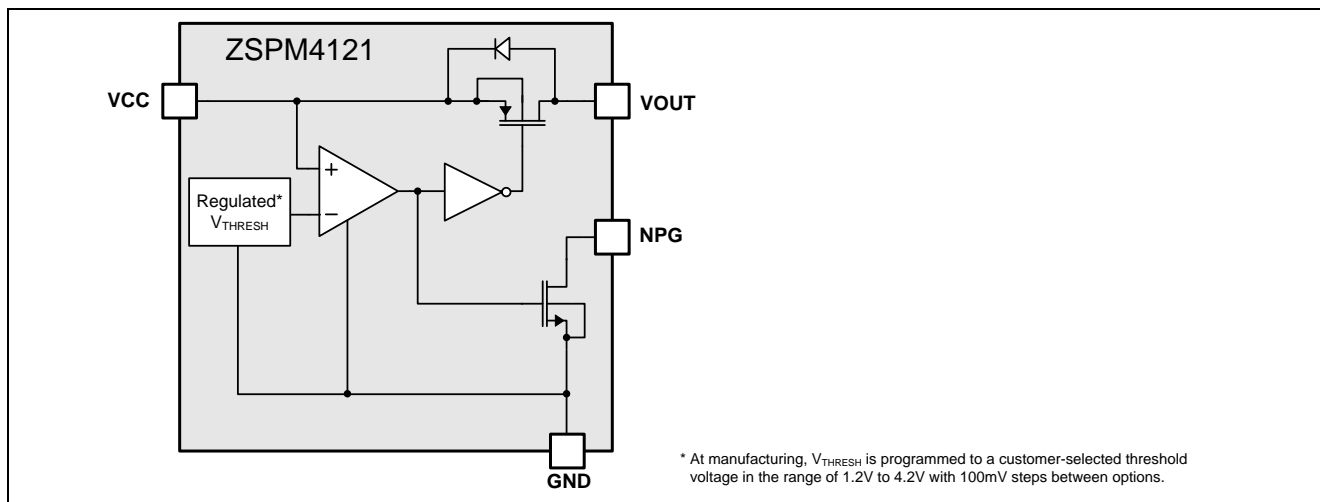 ZSPM4121
VCC
VOUT
+
Regulated*
VTHRESH
−
NPG
GND
* At manufacturing, VTHRESH is programmed to a customer-selected threshold
voltage in the range of 1.2V to 4.2V with 100mV steps between options.